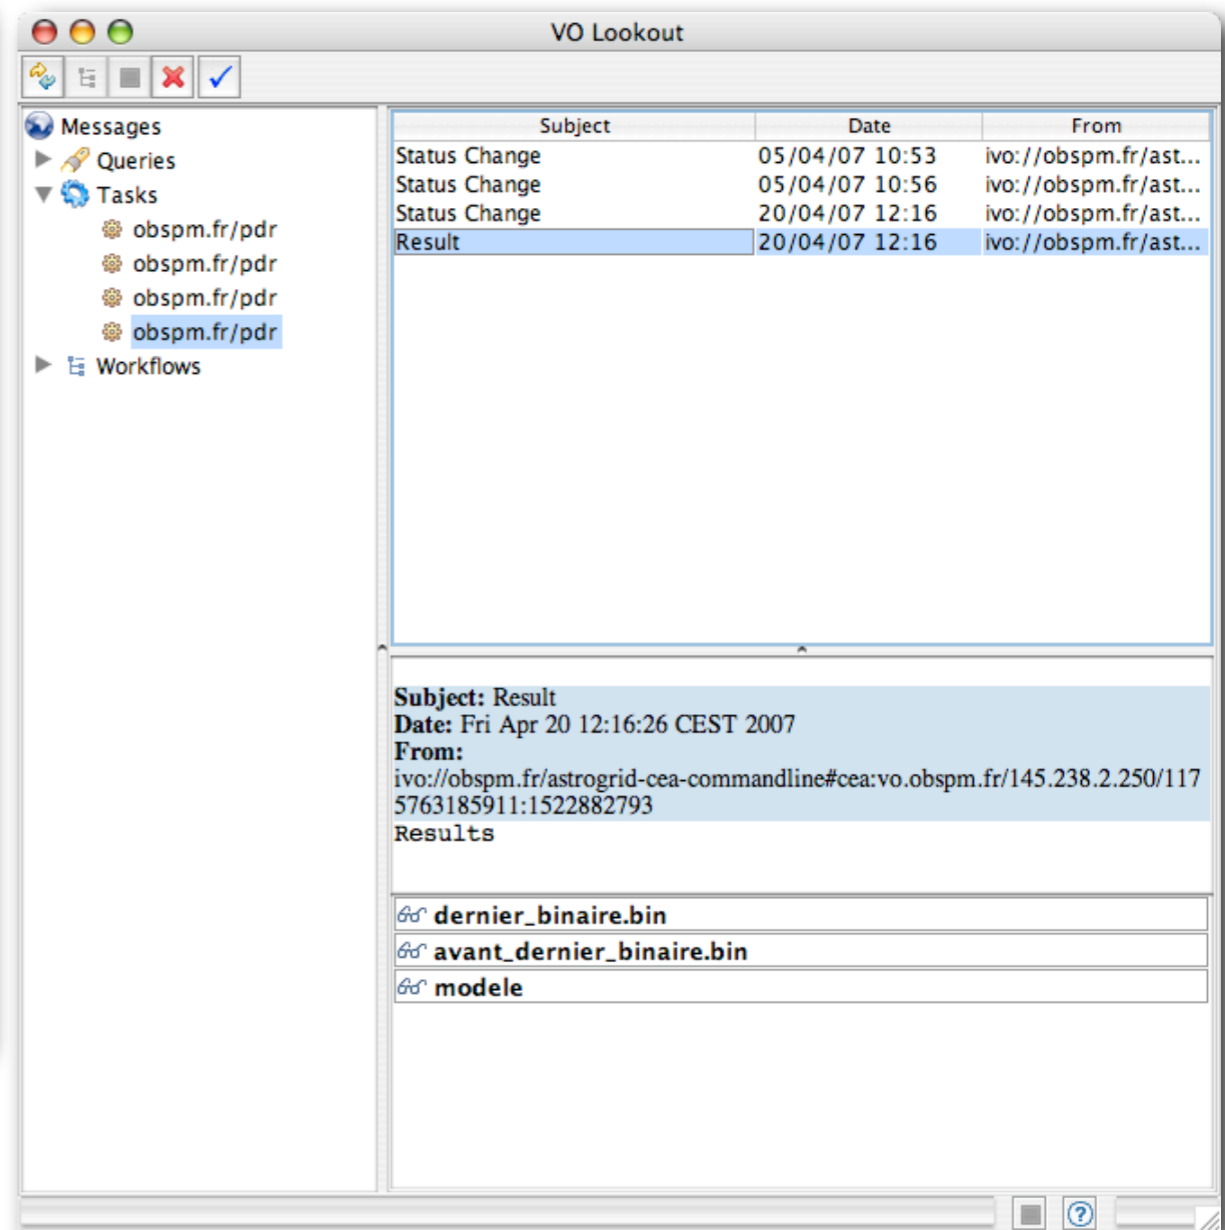 VO Lookout
Messages
Queries
Tasks
obspm.fr/pdr
obspm.fr/pdr
obspm.fr/pdr
obspm.fr/pdr
Workflows
Subject Date From
Status Change 05/04/07 10:53 ivo://obspm.fr/ast...
Status Change 05/04/07 10:56 ivo://obspm.fr/ast...
Status Change 20/04/07 12:16 ivo://obspm.fr/ast...
Result 20/04/07 12:16 ivo://obspm.fr/ast...
Subject: Result
Date: Fri Apr 20 12:16:26 CEST 2007
From:
ivo://obspm.fr/astrogrid-cea-commandline#cea:vo.obspm.fr/145.238.2.250/117
5763185911:1522882793
Results
dernier_binaire.bin
avant_dernier_binaire.bin
modele